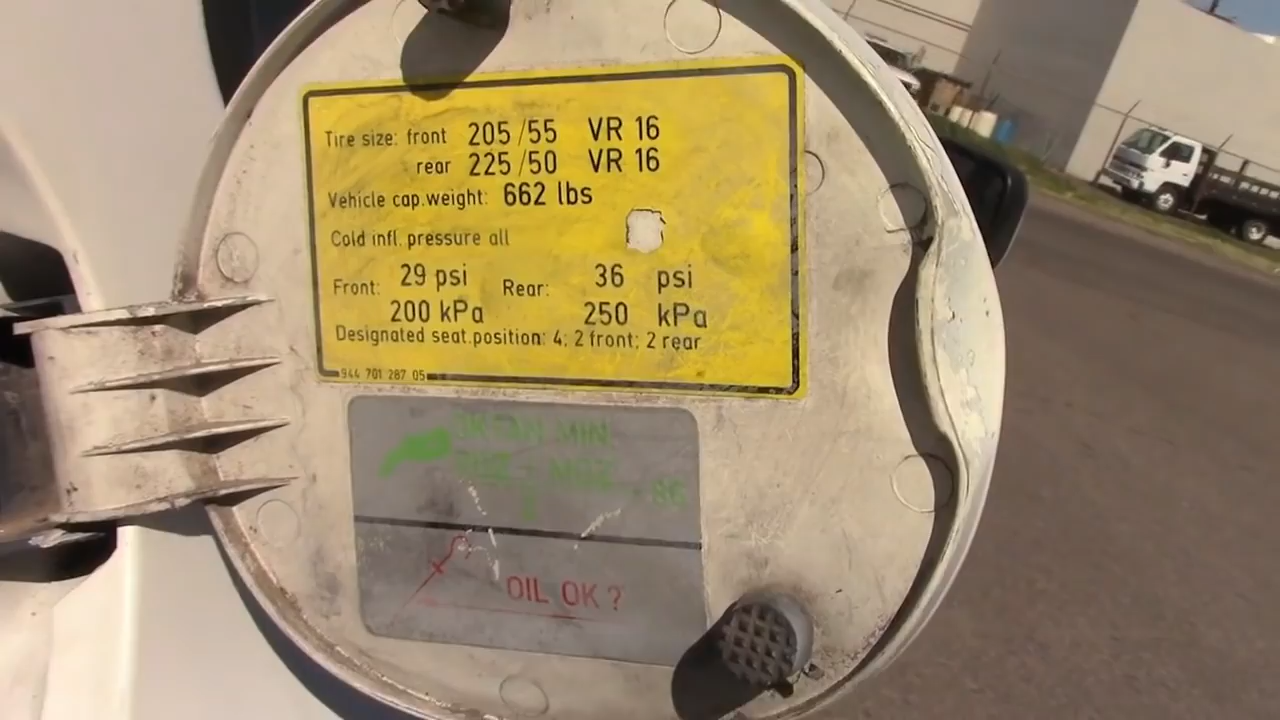 Tire size: front 205/55 VR 16
rear 225/50 VR 16
Vehicle cap.weight: 662 lbs
Cold infl. pressure all
Front: 29 psi Rear: 36 psi
200 kPa 250 kPa
Designated seat.position: 4; 2 front; 2 rear
944 701 287 05
OKTAN MIN.
86
OIL OK?